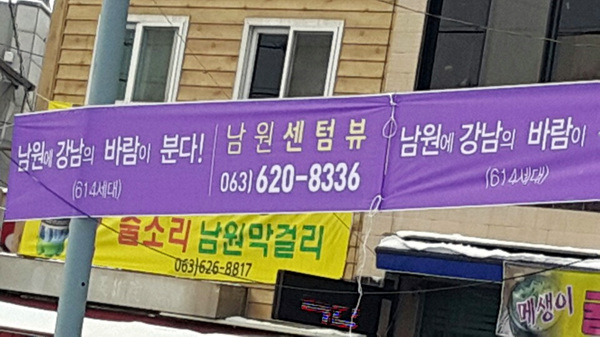 남원에 강남의 바람이 분다!
(614세대)
남원센텀뷰
063) 620-8336
남원에 강남의 바람이
(614세대)
술소리 남원막걸리
063)626-8817
메생이